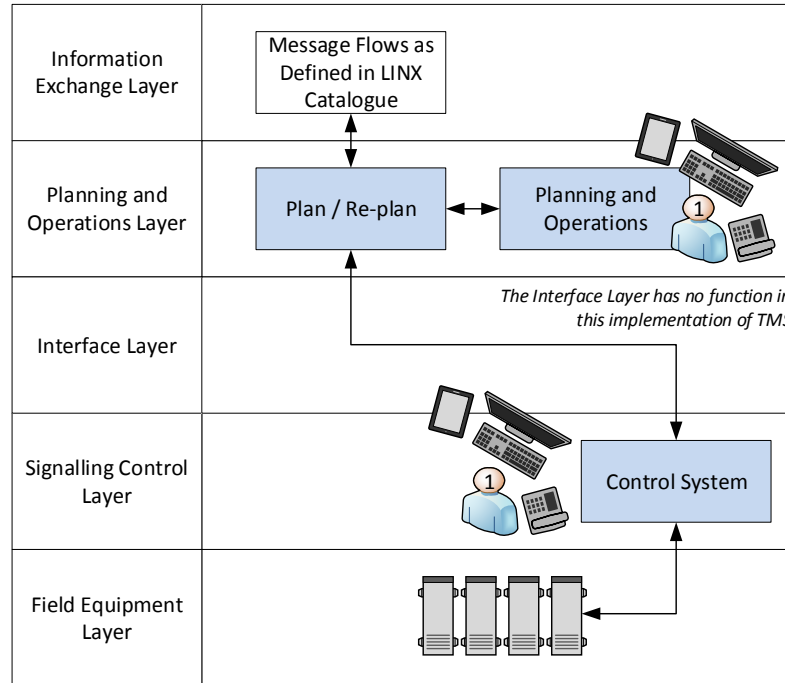 Information
Exchange Layer
Message Flows as
Defined in LINX
Catalogue
Planning and
Operations Layer
Plan / Re-plan
Planning and
Operations
1
The Interface Layer has no function in
this implementation of TMS
Interface Layer
Signalling Control
Layer
1
Control System
Field Equipment
Layer